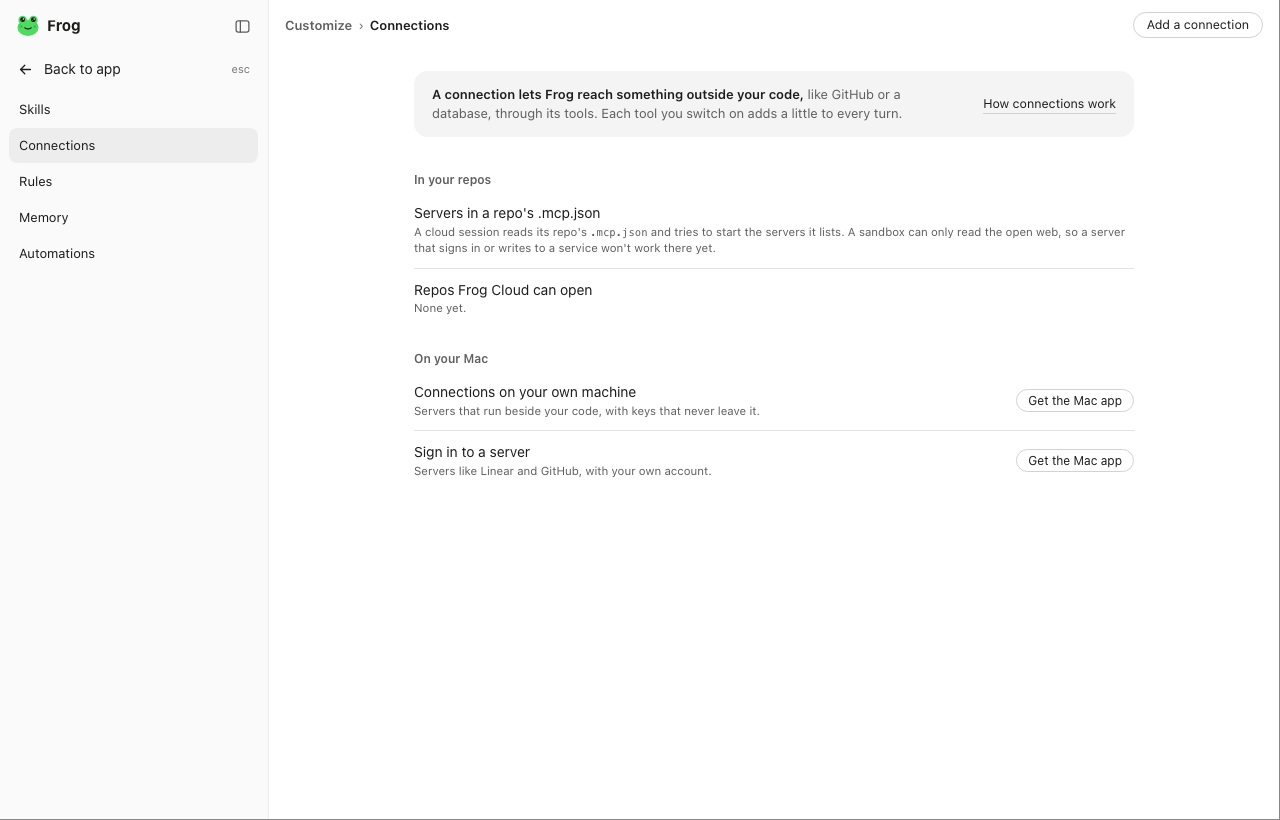 Frog
Back to app
esc
Skills
Connections
Rules
Memory
Automations
Customize › Connections
Add a connection
A connection lets Frog reach something outside your code, like GitHub or a
database, through its tools. Each tool you switch on adds a little to every turn.
How connections work
In your repos
Servers in a repo's .mcp.json
A cloud session reads its repo's .mcp.json and tries to start the servers it lists. A sandbox can only read the open web, so a server
that signs in or writes to a service won't work there yet.
Repos Frog Cloud can open
None yet.
On your Mac
Connections on your own machine
Servers that run beside your code, with keys that never leave it.
Get the Mac app
Sign in to a server
Servers like Linear and GitHub, with your own account.
Get the Mac app